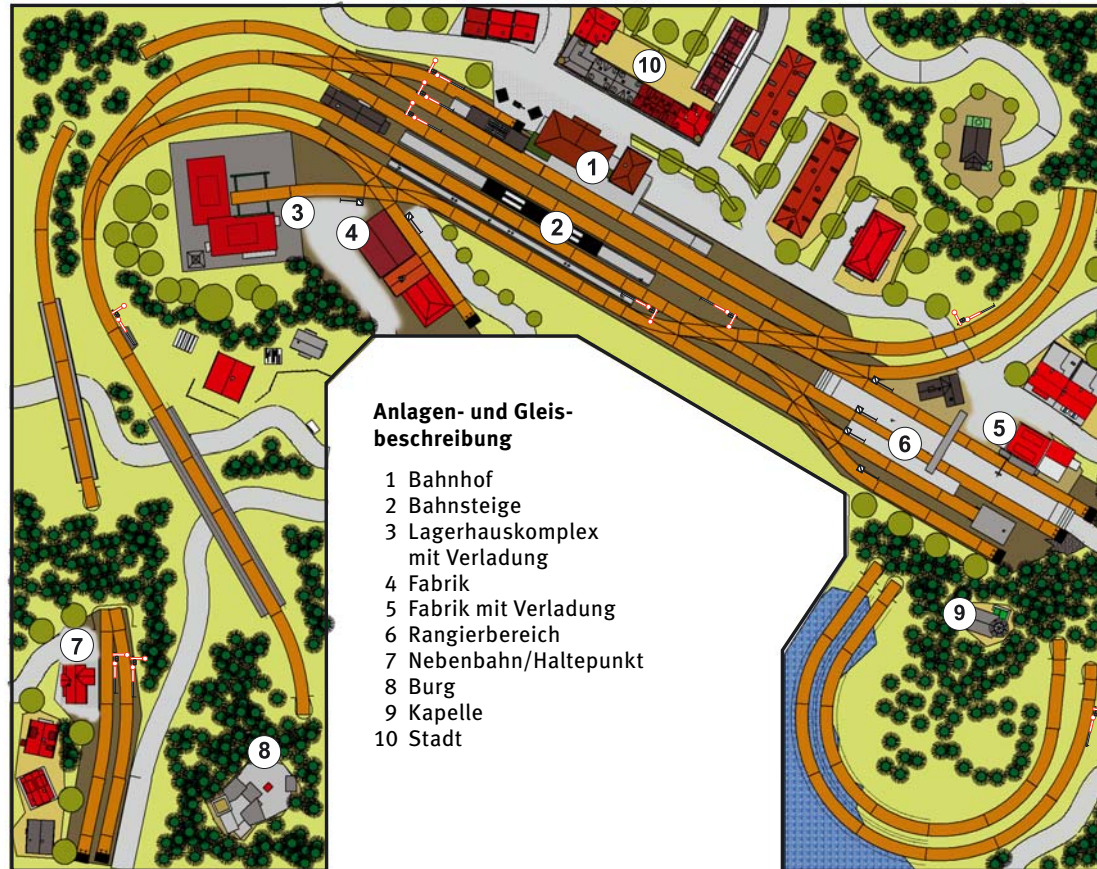 10
1
2
3
4
5
6
7
8
9
Anlagen- und Gleis-
beschreibung
1 Bahnhof
2 Bahnsteige
3 Lagerhauskomplex
mit Verladung
4 Fabrik
5 Fabrik mit Verladung
6 Rangierbereich
7 Nebenbahn/Haltepunkt
8 Burg
9 Kapelle
10 Stadt